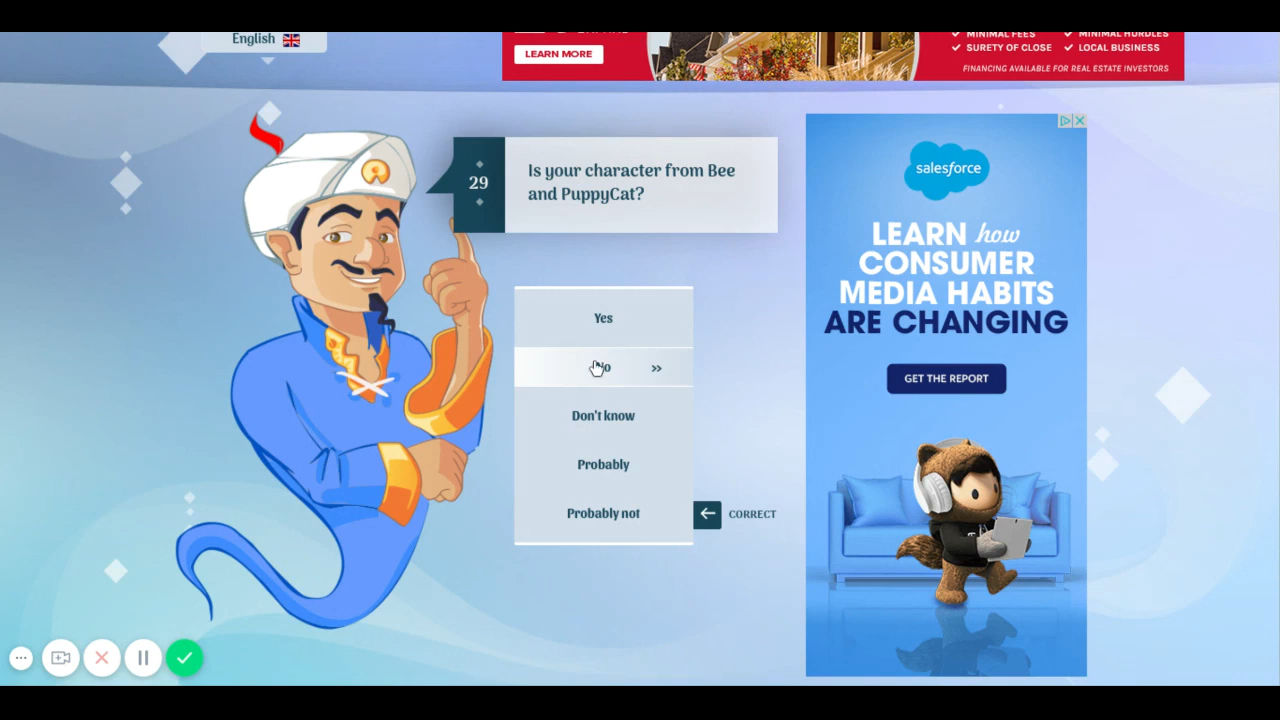 English
LEARN MORE
MINIMAL FEES
MINIMAL HURDLES
SURETY OF CLOSE
LOCAL BUSINESS
FINANCING AVAILABLE FOR REAL ESTATE INVESTORS
29
Is your character from Bee
and PuppyCat?
Yes
No
Don't know
Probably
Probably not
CORRECT
salesforce
LEARN how
CONSUMER
MEDIA HABITS
ARE CHANGING
GET THE REPORT